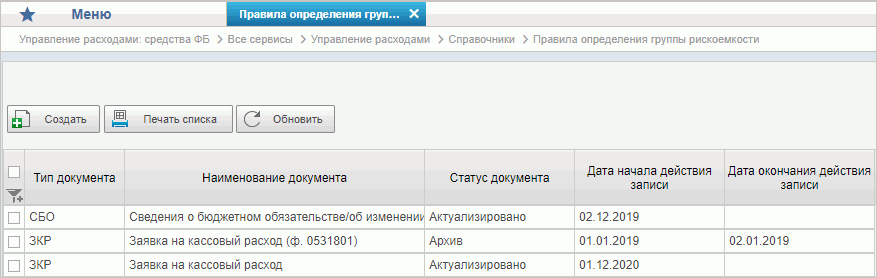 Меню Правила определения груп...
Управление расходами: средства ФБ > Все сервисы > Управление расходами > Справочники > Правила определения группы рискоемкости
Создать Печать списка Обновить
Тип документа Наименование документа Статус документа Дата начала действия записи Дата окончания действия записи
СБО Сведения о бюджетном обязательстве/об изменении Актуализировано 02.12.2019
ЗКР Заявка на кассовый расход (ф. 0531801) Архив 01.01.2019 02.01.2019
ЗКР Заявка на кассовый расход Актуализировано 01.12.2020